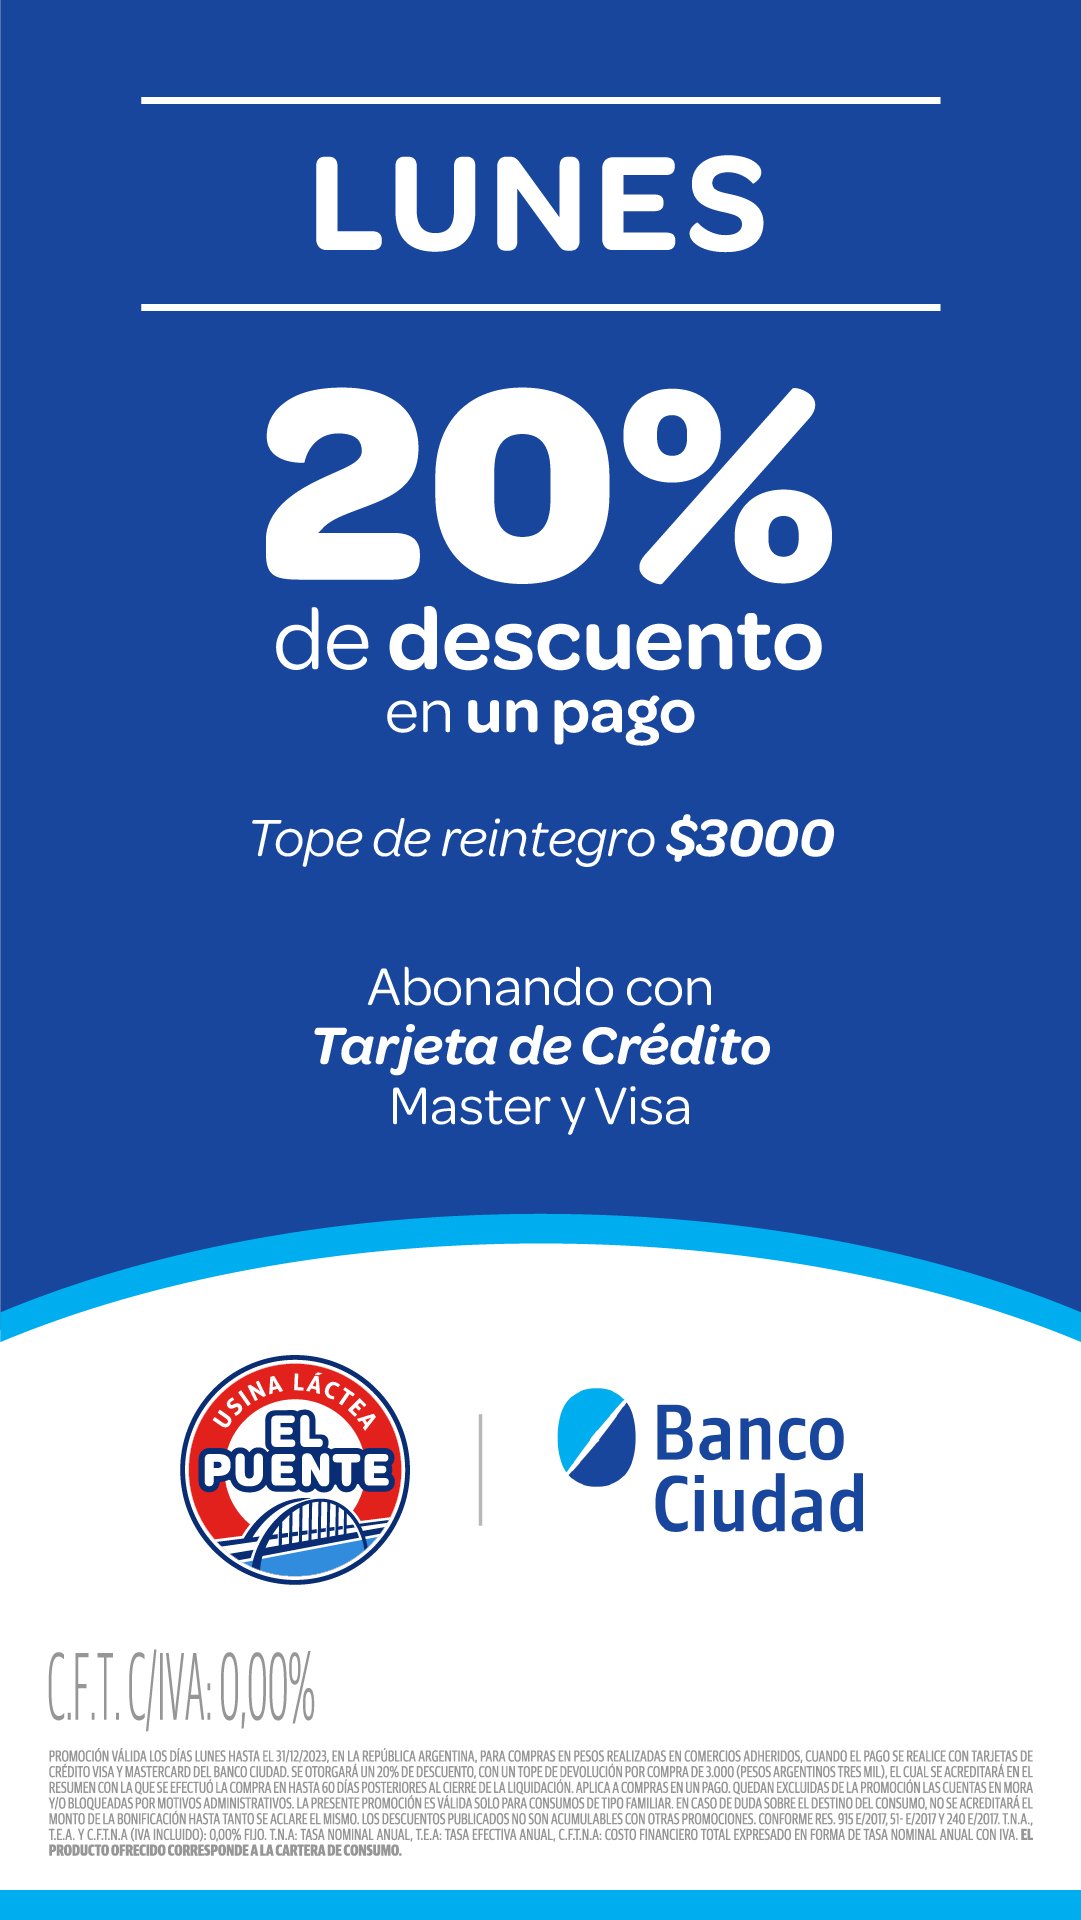 LUNES
20%
de descuento
en un pago
Tope de reintegro $3000
Abonando con
Tarjeta de Crédito
Master y Visa
USINA LÁCTEA
EL
PUENTE
Banco
Ciudad
C.F.T. C/IVA: 0,00%
PROMOCIÓN VÁLIDA LOS DÍAS LUNES HASTA EL 31/12/2023, EN LA REPÚBLICA ARGENTINA, PARA COMPRAS EN PESOS REALIZADAS EN COMERCIOS ADHERIDOS, CUANDO EL PAGO SE REALICE CON TARJETAS DE
CRÉDITO VISA Y MASTERCARD DEL BANCO CIUDAD. SE OTORGARÁ UN 20% DE DESCUENTO, CON UN TOPE DE DEVOLUCIÓN POR COMPRA DE 3.000 (PESOS ARGENTINOS TRES MIL), EL CUAL SE ACREDITARÁ EN EL
RESUMEN CON LA QUE SE EFECTUÓ LA COMPRA EN HASTA 60 DÍAS POSTERIORES AL CIERRE DE LA LIQUIDACIÓN. APLICA A COMPRAS EN UN PAGO. QUEDAN EXCLUIDAS DE LA PROMOCIÓN LAS CUENTAS EN MORA
Y/O BLOQUEADAS POR MOTIVOS ADMINISTRATIVOS. LA PRESENTE PROMOCIÓN ES VÁLIDA SOLO PARA CONSUMOS DE TIPO FAMILIAR. EN CASO DE DUDA SOBRE EL DESTINO DEL CONSUMO, NO SE ACREDITARÁ EL
MONTO DE LA BONIFICACIÓN HASTA TANTO SE ACLARE EL MISMO. LOS DESCUENTOS PUBLICADOS NO SON ACUMULABLES CON OTRAS PROMOCIONES. CONFORME RES. 915 E/2017, 51- E/2017 Y 240 E/2017. T.N.A.,
T.E.A. Y C.F.T.N.A (IVA INCLUIDO): 0,00% FIJO. T.N.A: TASA NOMINAL ANUAL, T.E.A: TASA EFECTIVA ANUAL, C.F.T.N.A: COSTO FINANCIERO TOTAL EXPRESADO EN FORMA DE TASA NOMINAL ANUAL CON IVA. EL
PRODUCTO OFRECIDO CORRESPONDE A LA CARTERA DE CONSUMO.